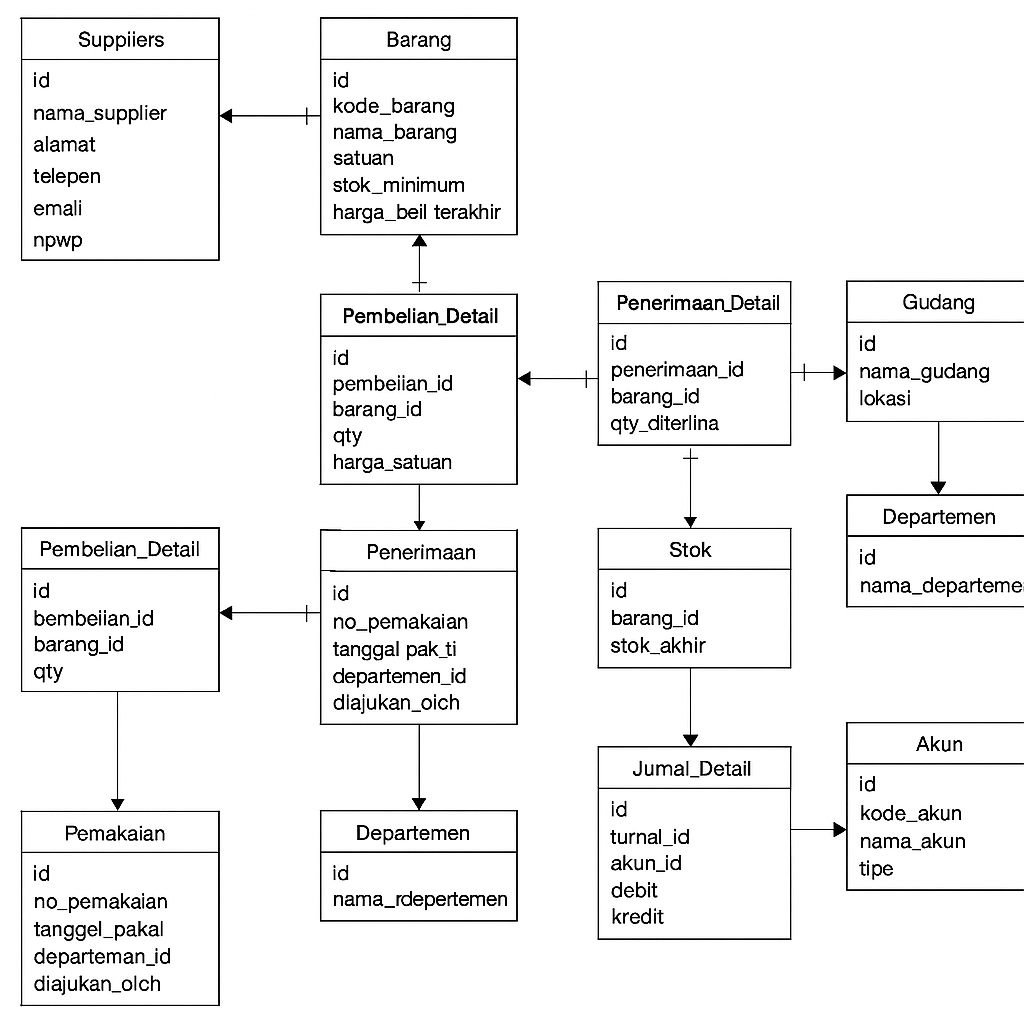 Suppiiers
id
nama_supplier
alamat
telepen
emali
npwp
Barang
id
kode_barang
nama_barang
satuan
stok_minimum
harga_beil terakhir
Pembelian_Detail
id
pembeiian_id
barang_id
qty
harga_satuan
Penerimaan_Detail
id
penerimaan_id
barang_id
qty_diterlina
Gudang
id
nama_gudang
lokasi
Departemen
id
nama_departeme
Pembelian_Detail
id
bembeiian_id
barang_id
qty
Penerimaan
id
no_pemakaian
tanggal pak_ti
departemen_id
diajukan_oich
Stok
id
barang_id
stok_akhir
Pemakaian
id
no_pemakaian
tanggel_pakal
departeman_id
diajukan_olch
Departemen
id
nama_rdepertemen
Jumal_Detail
id
turnal_id
akun_id
debit
kredit
Akun
id
kode_akun
nama_akun
tipe